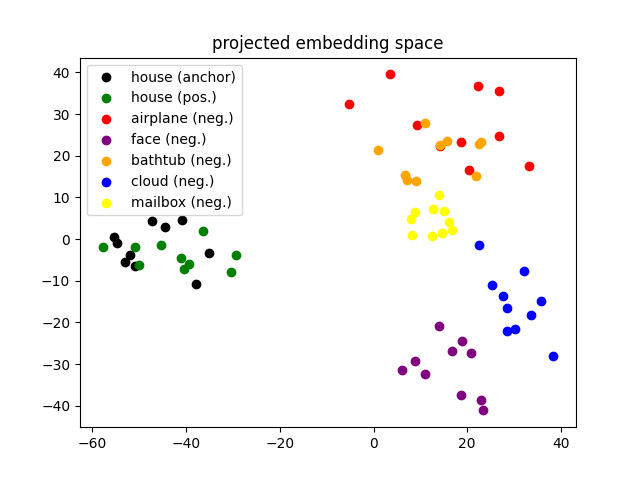 projected embedding space
house (anchor)
house (pos.)
airplane (neg.)
face (neg.)
bathtub (neg.)
cloud (neg.)
mailbox (neg.)
40
30
20
10
0
−10
−20
−30
−40
−60 −40 −20 0 20 40